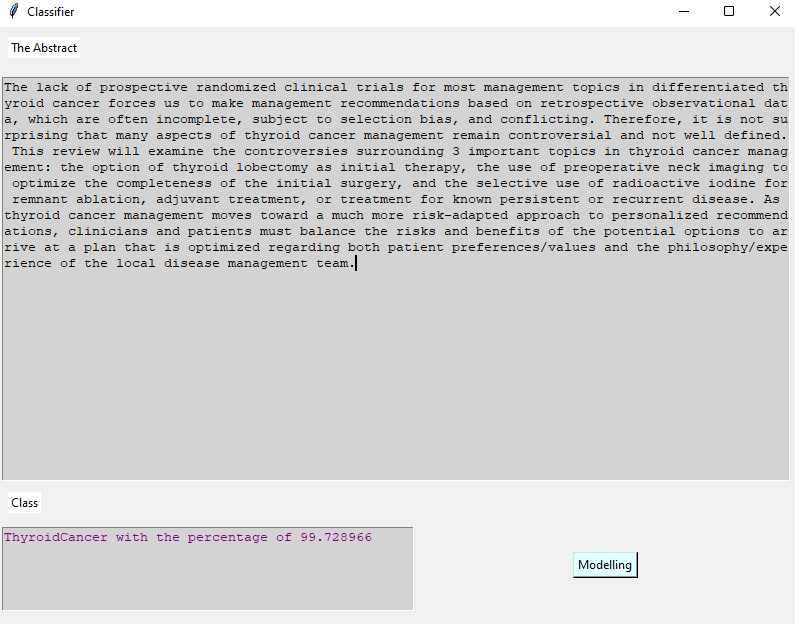 Classifier
The Abstract
The lack of prospective randomized clinical trials for most management topics in differentiated th
yroid cancer forces us to make management recommendations based on retrospective observational dat
a, which are often incomplete, subject to selection bias, and conflicting. Therefore, it is not su
rprising that many aspects of thyroid cancer management remain controversial and not well defined.
This review will examine the controversies surrounding 3 important topics in thyroid cancer manag
ement: the option of thyroid lobectomy as initial therapy, the use of preoperative neck imaging to
optimize the completeness of the initial surgery, and the selective use of radioactive iodine for
remnant ablation, adjuvant treatment, or treatment for known persistent or recurrent disease. As
thyroid cancer management moves toward a much more risk-adapted approach to personalized recommend
ations, clinicians and patients must balance the risks and benefits of the potential options to ar
rive at a plan that is optimized regarding both patient preferences/values and the philosophy/expe
rience of the local disease management team.
Class
ThyroidCancer with the percentage of 99.728966
Modelling